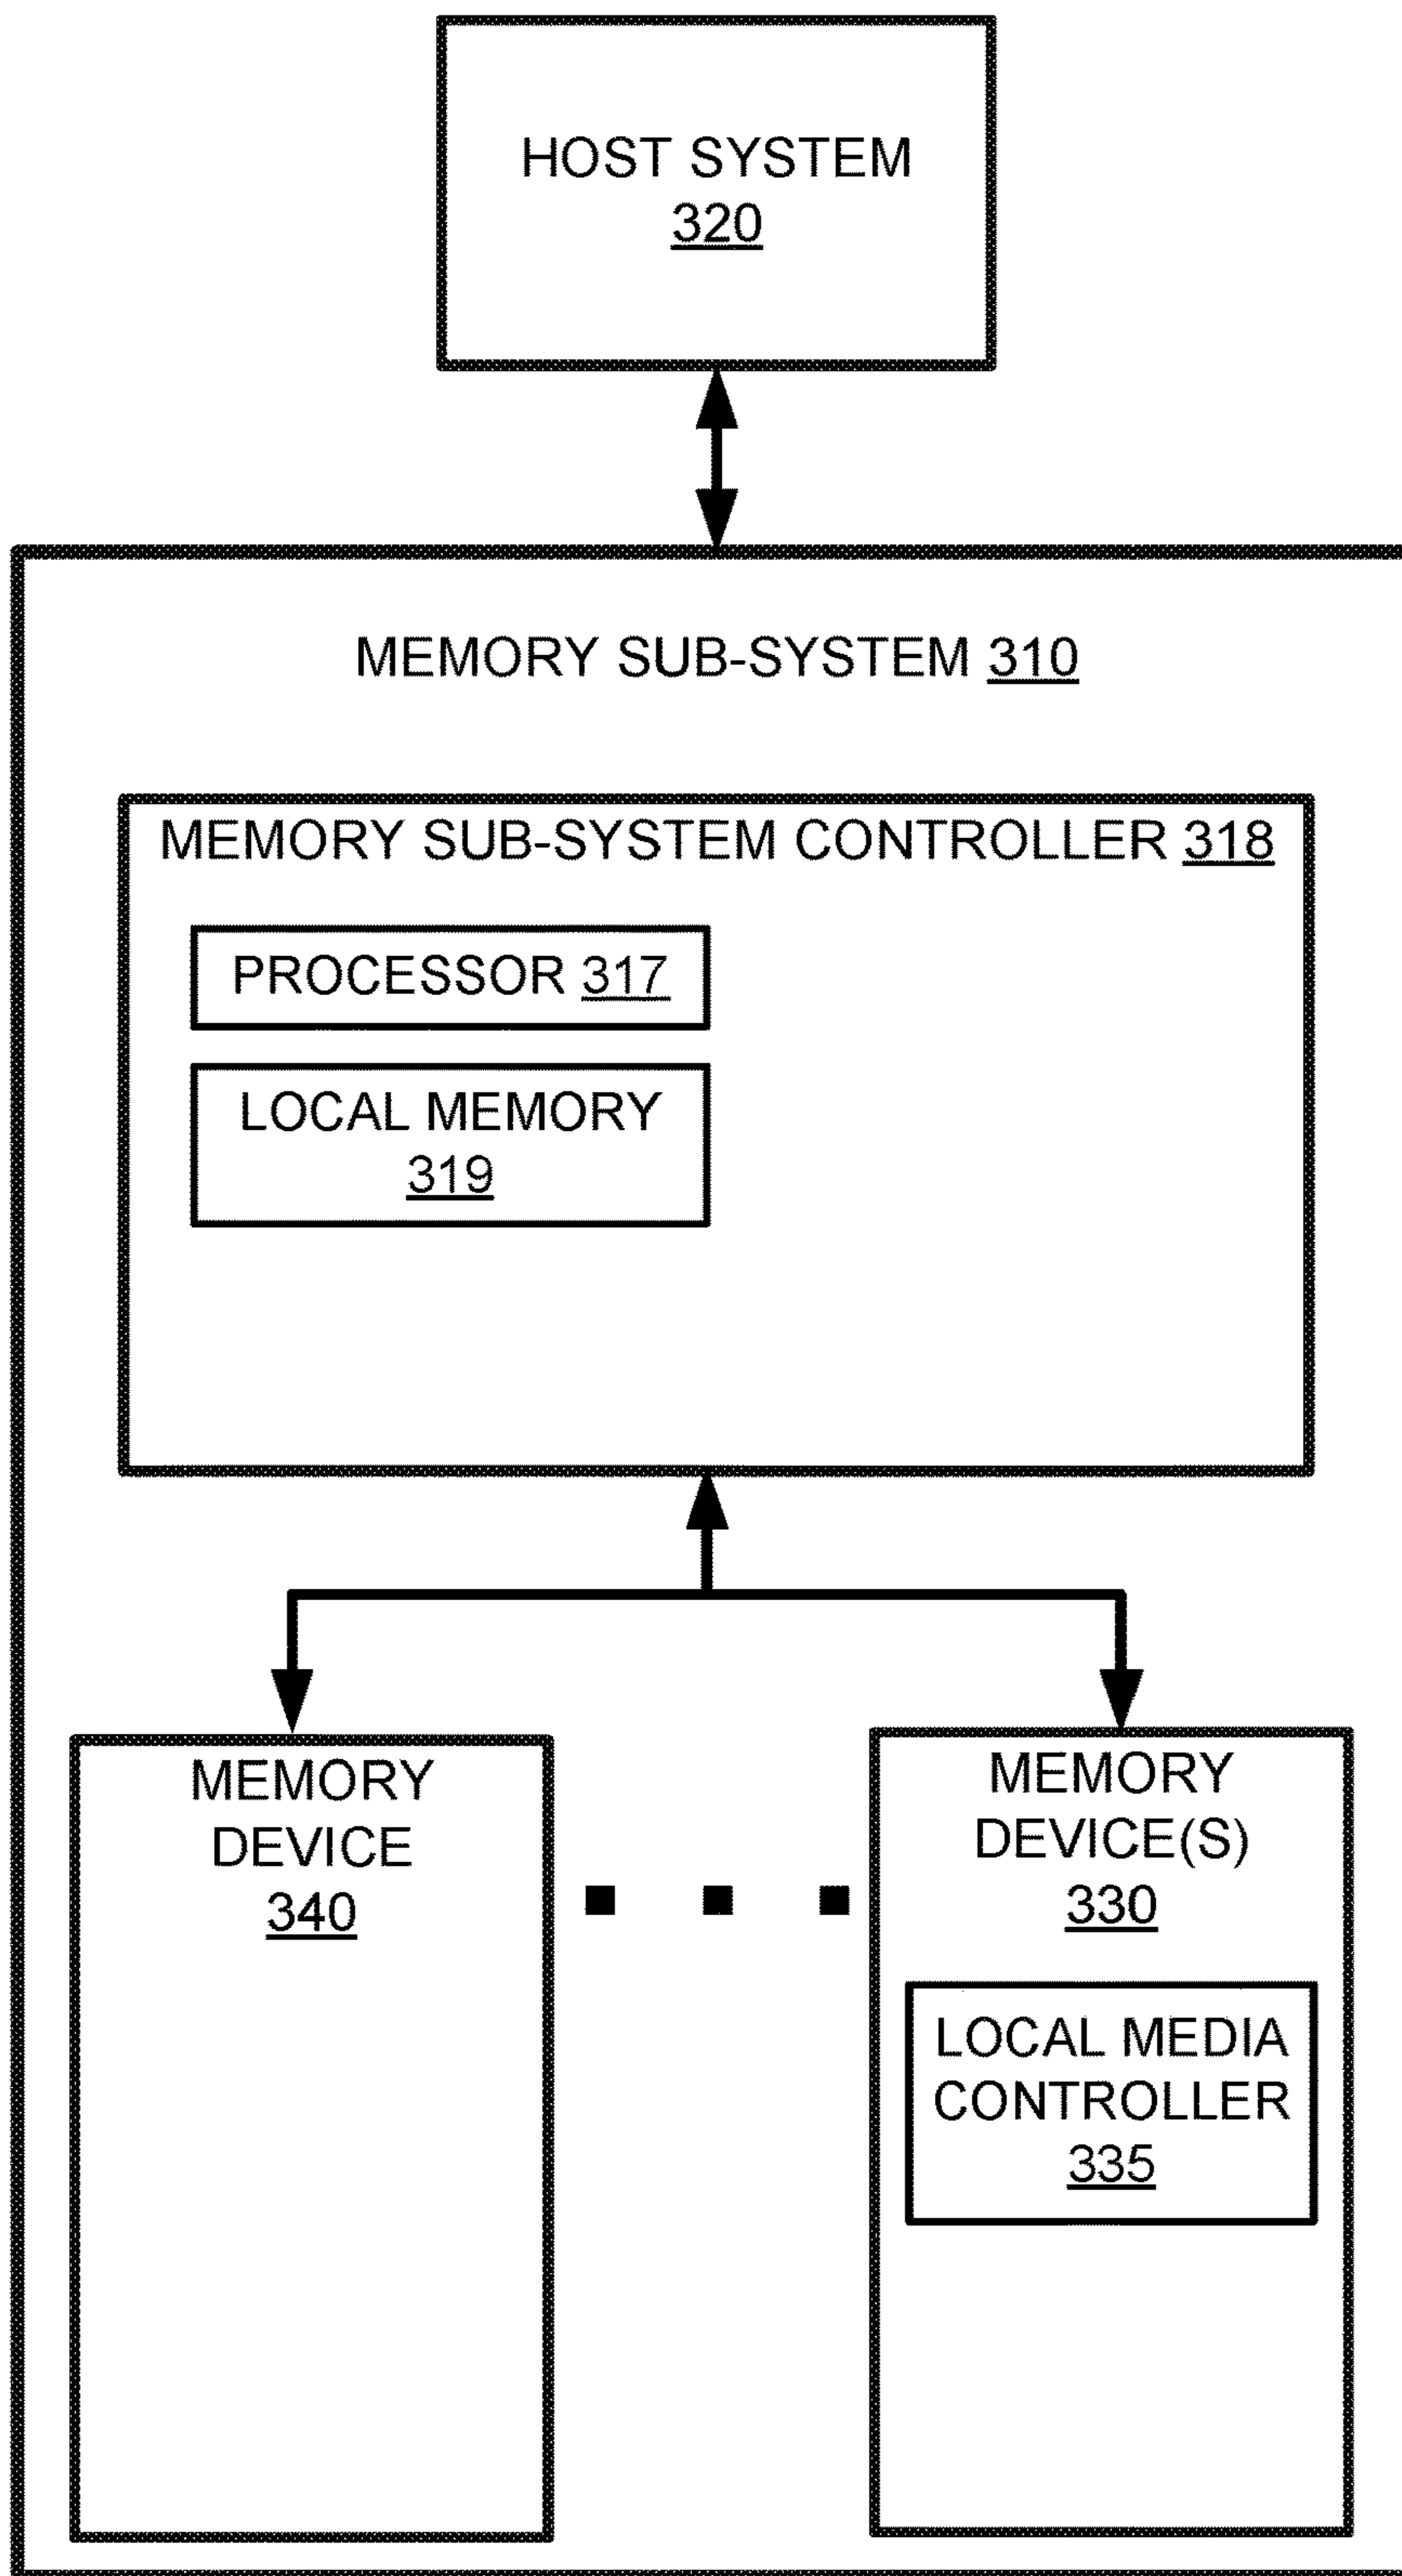 HOST SYSTEM
320
MEMORY SUB-SYSTEM 310
MEMORY SUB-SYSTEM CONTROLLER 318
PROCESSOR 317
LOCAL MEMORY
319
MEMORY
DEVICE
340
MEMORY
DEVICE(S)
330
LOCAL MEDIA
CONTROLLER
335